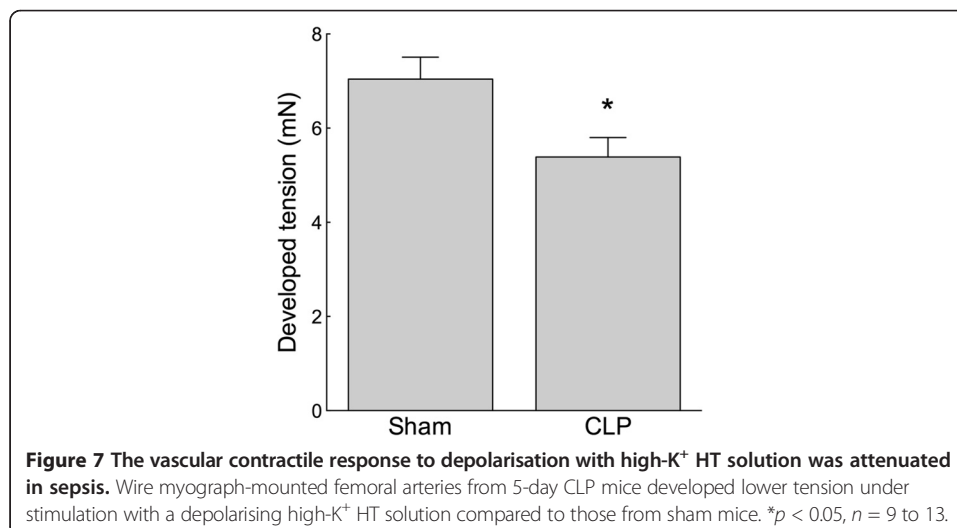 8
6
4
2
0
Developed tension (mN)
*
Sham CLP
Figure 7 The vascular contractile response to depolarisation with high-K⁺ HT solution was attenuated
in sepsis. Wire myograph-mounted femoral arteries from 5-day CLP mice developed lower tension under
stimulation with a depolarising high-K⁺ HT solution compared to those from sham mice. *p < 0.05, n = 9 to 13.